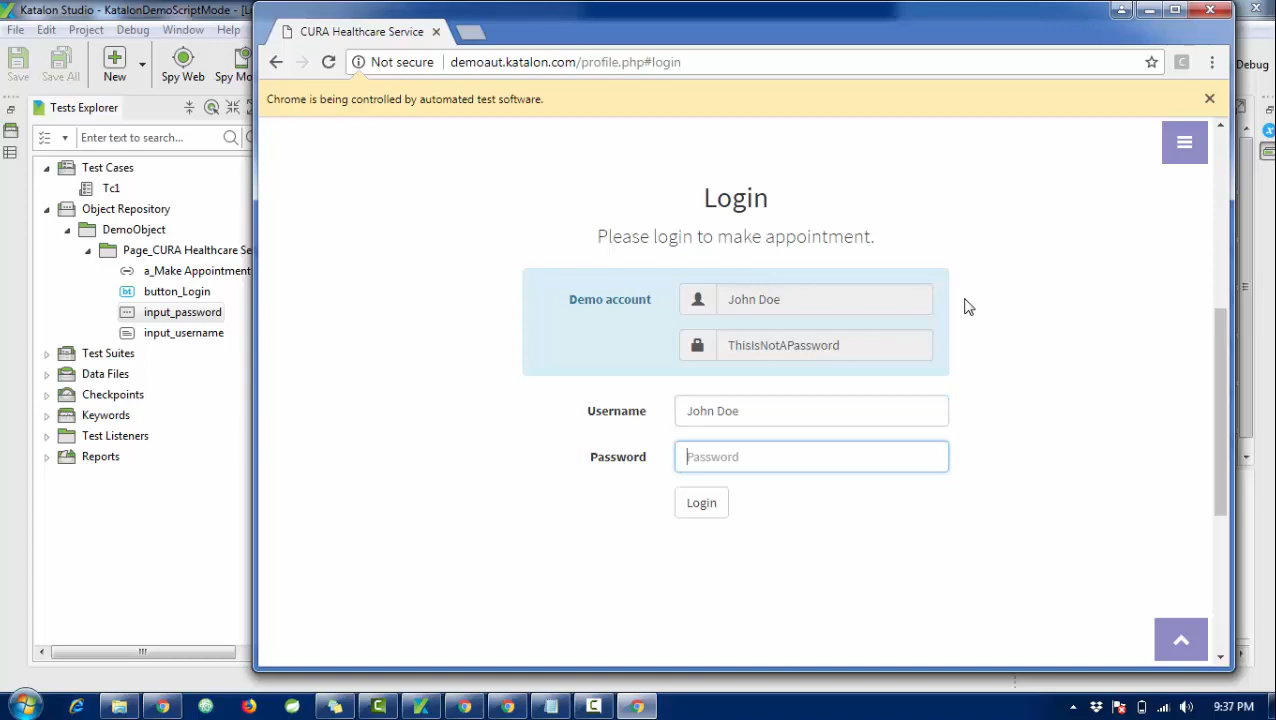 Katalon Studio - KatalonDemoScriptMode - [L
File Edit Project Debug Window Help
Save Save All New Spy Web Spy Mo
Debug
Tests Explorer
Enter text to search...
Test Cases
Tc1
Object Repository
DemoObject
Page_CURA Healthcare Se
a_Make Appointment
button_Login
input_password
input_username
Test Suites
Data Files
Checkpoints
Keywords
Test Listeners
Reports
CURA Healthcare Service
Not secure demoaut.katalon.com/profile.php#login
Chrome is being controlled by automated test software.
Login
Please login to make appointment.
Demo account John Doe
ThisIsNotAPassword
Username John Doe
Password Password
Login
9:37 PM